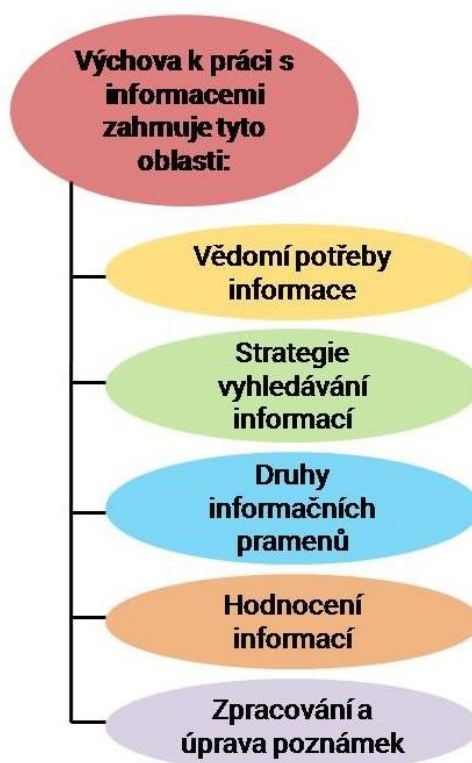 Výchova k práci s
informacemi
zahrnuje tyto
oblasti:
Vědomí potřeby
informace
Strategie
vyhledávání
informací
Druhy
informačních
pramenů
Hodnocení
informací
Zpracování a
úprava poznámek